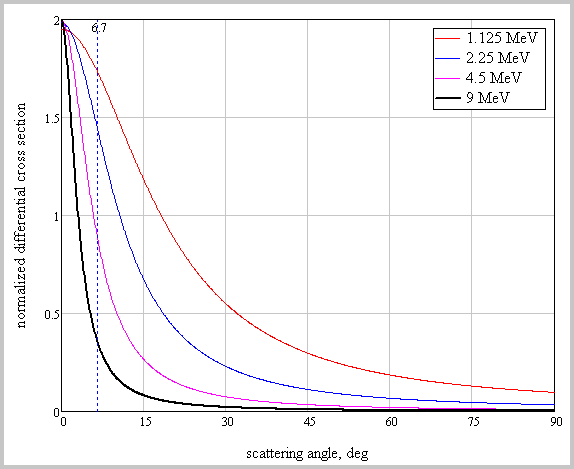 2
6.7
1.125 MeV
2.25 MeV
4.5 MeV
9 MeV
1.5
normalized differential cross section
1
0.5
0
0
15
30
45
60
75
90
scattering angle, deg